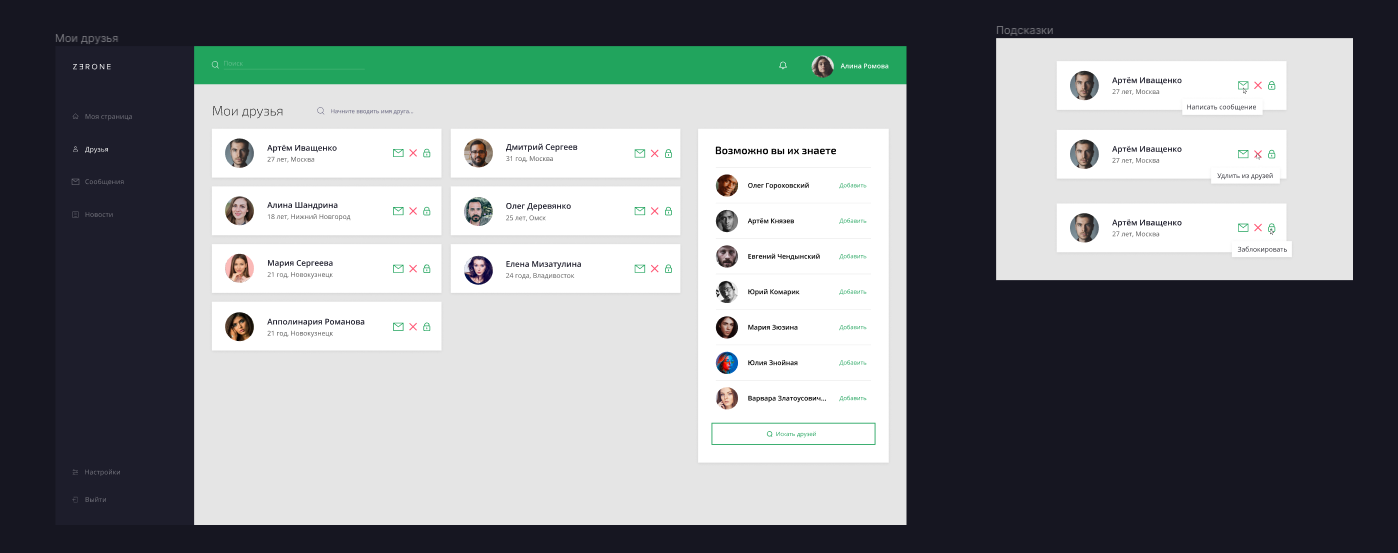 Мои друзья
ZƎRONE
Моя страница
Друзья
Сообщения
Новости
Настройки
Выйти
Поиск
Алина Ромова
Мои друзья
Начните вводить имя друга...
Артём Иващенко
27 лет, Москва
Дмитрий Сергеев
31 год, Москва
Алина Шандрина
18 лет, Нижний Новгород
Олег Деревянко
25 лет, Омск
Мария Сергеева
21 год, Новокузнецк
Елена Мизатулина
24 года, Владивосток
Апполинария Романова
21 год, Новокузнецк
Возможно вы их знаете
Олег Гороховский Добавить
Артём Князев Добавить
Евгений Чендынский Добавить
Юрий Комарик Добавить
Мария Зюзина Добавить
Юлия Знойная Добавить
Варвара Златоусович... Добавить
Искать друзей
Подсказки
Артём Иващенко
27 лет, Москва
Написать сообщение
Артём Иващенко
27 лет, Москва
Удлить из друзей
Артём Иващенко
27 лет, Москва
Заблокировать